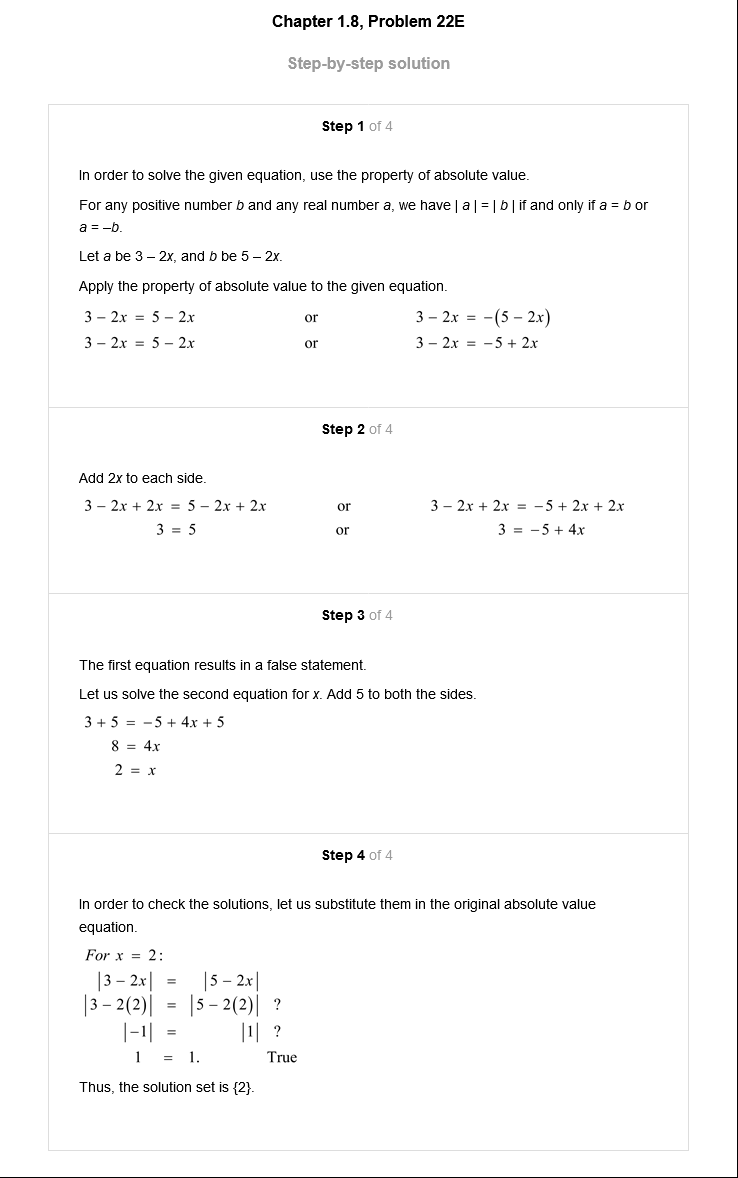 Chapter 1.8, Problem 22E
Step-by-step solution
Step 1 of 4
In order to solve the given equation, use the property of absolute value.
For any positive number b and any real number a, we have | a | = | b | if and only if a = b or
a = –b.
Let a be 3 – 2x, and b be 5 – 2x.
Apply the property of absolute value to the given equation.
3 − 2x = 5 − 2x or 3 − 2x = −(5 − 2x)
3 − 2x = 5 − 2x or 3 − 2x = −5 + 2x
Step 2 of 4
Add 2x to each side.
3 − 2x + 2x = 5 − 2x + 2x or 3 − 2x + 2x = −5 + 2x + 2x
3 = 5 or 3 = −5 + 4x
Step 3 of 4
The first equation results in a false statement.
Let us solve the second equation for x. Add 5 to both the sides.
3 + 5 = −5 + 4x + 5
8 = 4x
2 = x
Step 4 of 4
In order to check the solutions, let us substitute them in the original absolute value
equation.
For x = 2:
|3 − 2x| = |5 − 2x|
|3 − 2(2)| = |5 − 2(2)| ?
|−1| = |1| ?
1 = 1. True
Thus, the solution set is {2}.